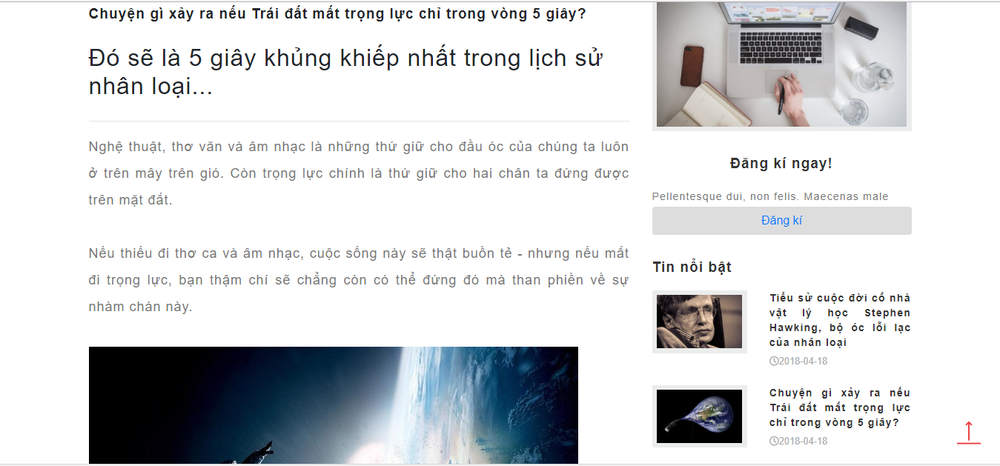 Chuyện gì xảy ra nếu Trái đất mất trọng lực chỉ trong vòng 5 giây?
Đó sẽ là 5 giây khủng khiếp nhất trong lịch sử
nhân loại...
Nghệ thuật, thơ văn và âm nhạc là những thứ giữ cho đầu óc của chúng ta luôn
ở trên mây trên gió. Còn trọng lực chính là thứ giữ cho hai chân ta đứng được
trên mặt đất.
Nếu thiếu đi thơ ca và âm nhạc, cuộc sống này sẽ thật buồn tẻ - nhưng nếu mất
đi trọng lực, bạn thậm chí sẽ chẳng còn có thể đứng đó mà than phiền về sự
nhàm chán này.
Đăng kí ngay!
Pellentesque dui, non felis. Maecenas male
Đăng kí
Tin nổi bật
Tiểu sử cuộc đời cố nhà
vật lý học Stephen
Hawking, bộ óc lỗi lạc
của nhân loại
2018-04-18
Chuyện gì xảy ra nếu
Trái đất mất trọng lực
chỉ trong vòng 5 giây?
2018-04-18